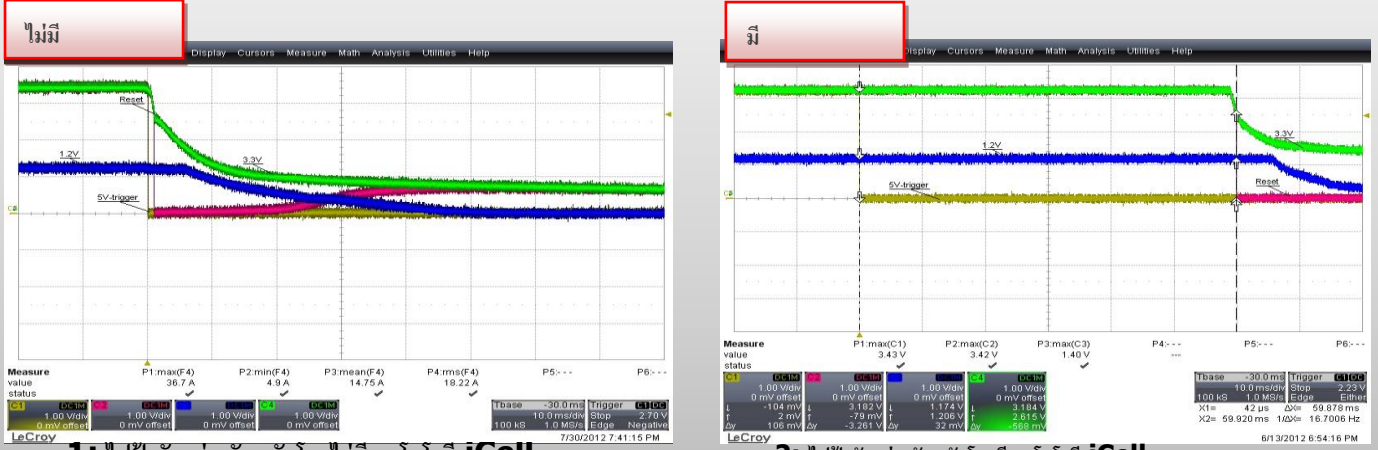 ไม่มี
Display Cursors Measure Math Analysis Utilities Help
Reset
1.2V
3.3V
5V-trigger
C2
Measure P1:max(F4) P2:min(F4) P3:mean(F4) P4:rms(F4) P5:- - - P6:- - -
value 36.7 A 4.9 A 14.75 A 18.22 A
status
C1 DC1M C2 DC1M DC1M C4 DC1M
1.00 V/div 1.00 V/div 1.00 V/div 1.00 V/div
0 mV offset 0 mV offset 0 mV offset 0 mV offset
Tbase -30.0 ms Trigger C1 DC
10.0 ms/div Stop 2.70 V
100 kS 1.0 MS/s Edge Negative
LeCroy
7/30/2012 7:41:15 PM
iCell
มี
Display Cursors Measure Math Analysis Utilities Help
3.3V
1.2V
5V-trigger
Reset
Measure P1:max(C1) P2:max(C2) P3:max(C3) P4:- - - P5:- - - P6:- - -
value 3.43 V 3.42 V 1.40 V ---
status
C1 DC1M C2 DC1M DC1M C4 DC1M
1.00 V/div 1.00 V/div 1.00 V/div 1.00 V/div
0 mV offset 0 mV offset 0 mV offset 0 mV offset
-104 mV 3.182 V 1.174 V 3.184 V
2 mV -79 mV 1.206 V 2.615 V
Δy 106 mV Δy -3.261 V Δy 32 mV Δy -568 mV
Tbase -30.0 ms Trigger C1 DC
10.0 ms/div Stop 2.23 V
100 kS 1.0 MS/s Edge Either
X1= 42 µs ΔX= 59.878 ms
X2= 59.920 ms 1/ΔX= 16.7006 Hz
LeCroy
6/13/2012 6:54:16 PM
iCell